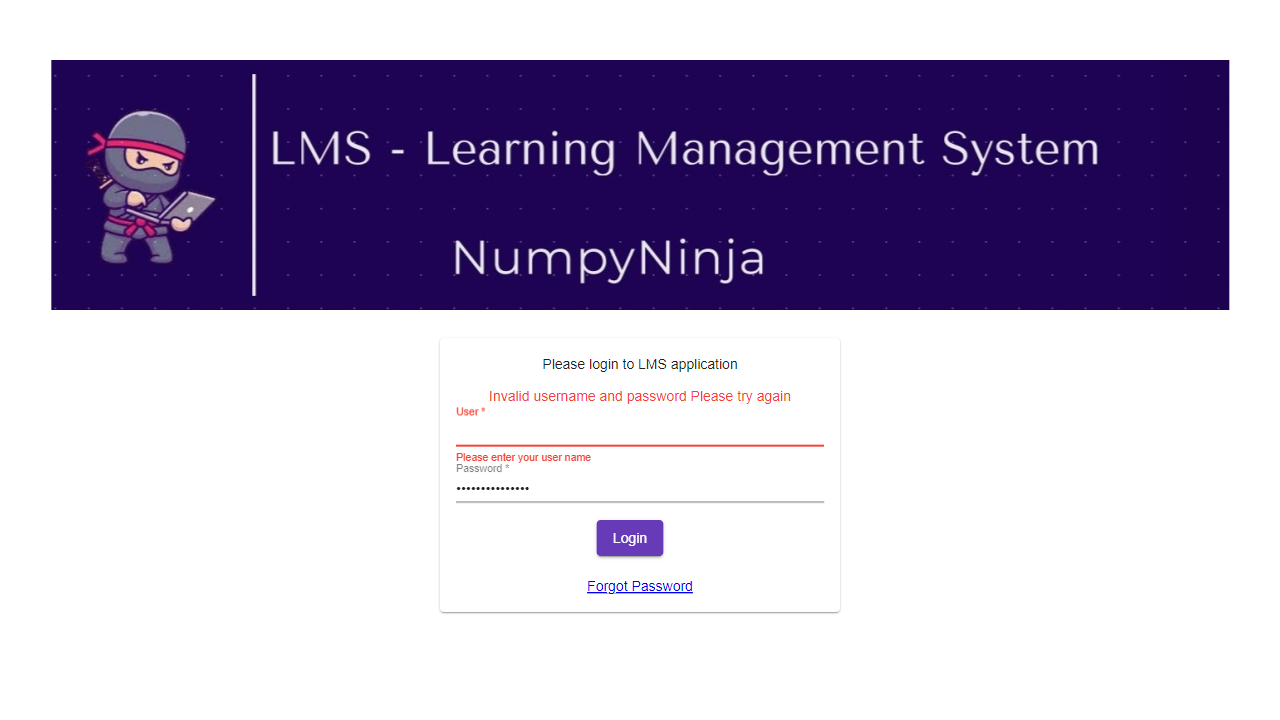 LMS - Learning Management System
NumpyNinja
Please login to LMS application
Invalid username and password Please try again
User *
Please enter your user name
Password *
•••••••••••••••
Login
Forgot Password